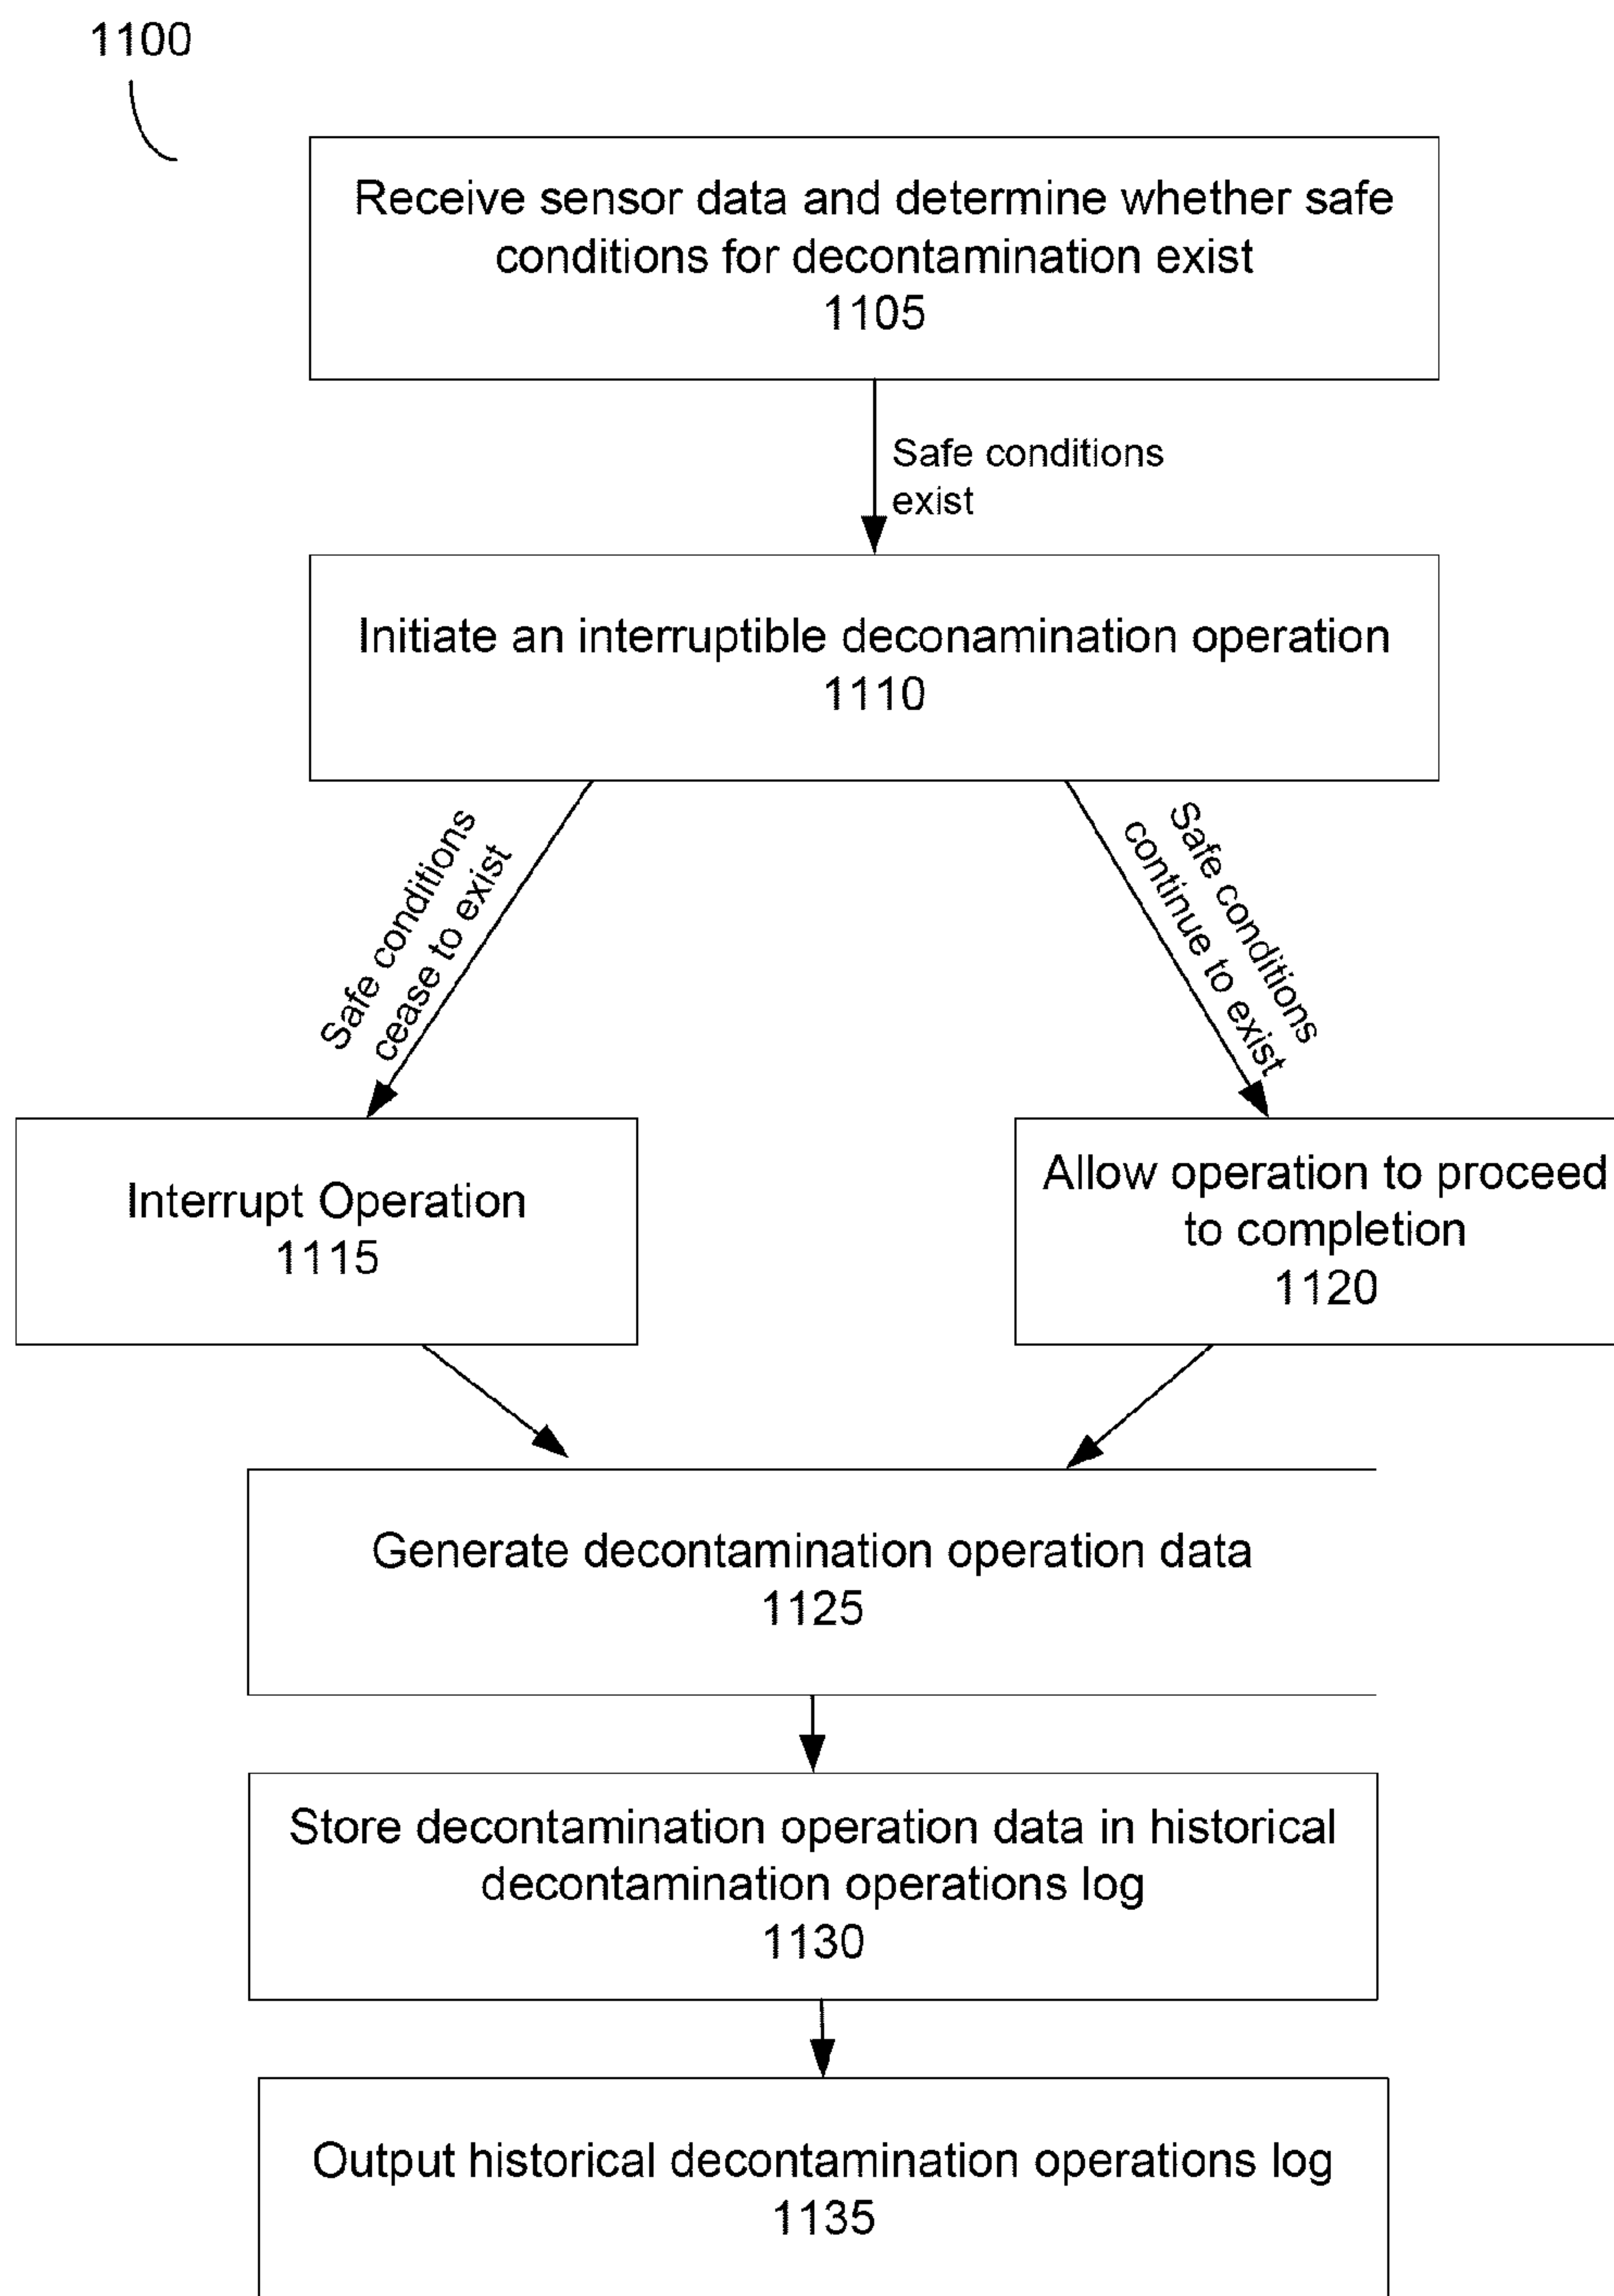 1100
Receive sensor data and determine whether safe
conditions for decontamination exist
1105
Safe conditions
exist
Initiate an interruptible deconamination operation
1110
Safe conditions
cease to exist
Safe conditions
continue to exist
Interrupt Operation
1115
Allow operation to proceed
to completion
1120
Generate decontamination operation data
1125
Store decontamination operation data in historical
decontamination operations log
1130
Output historical decontamination operations log
1135